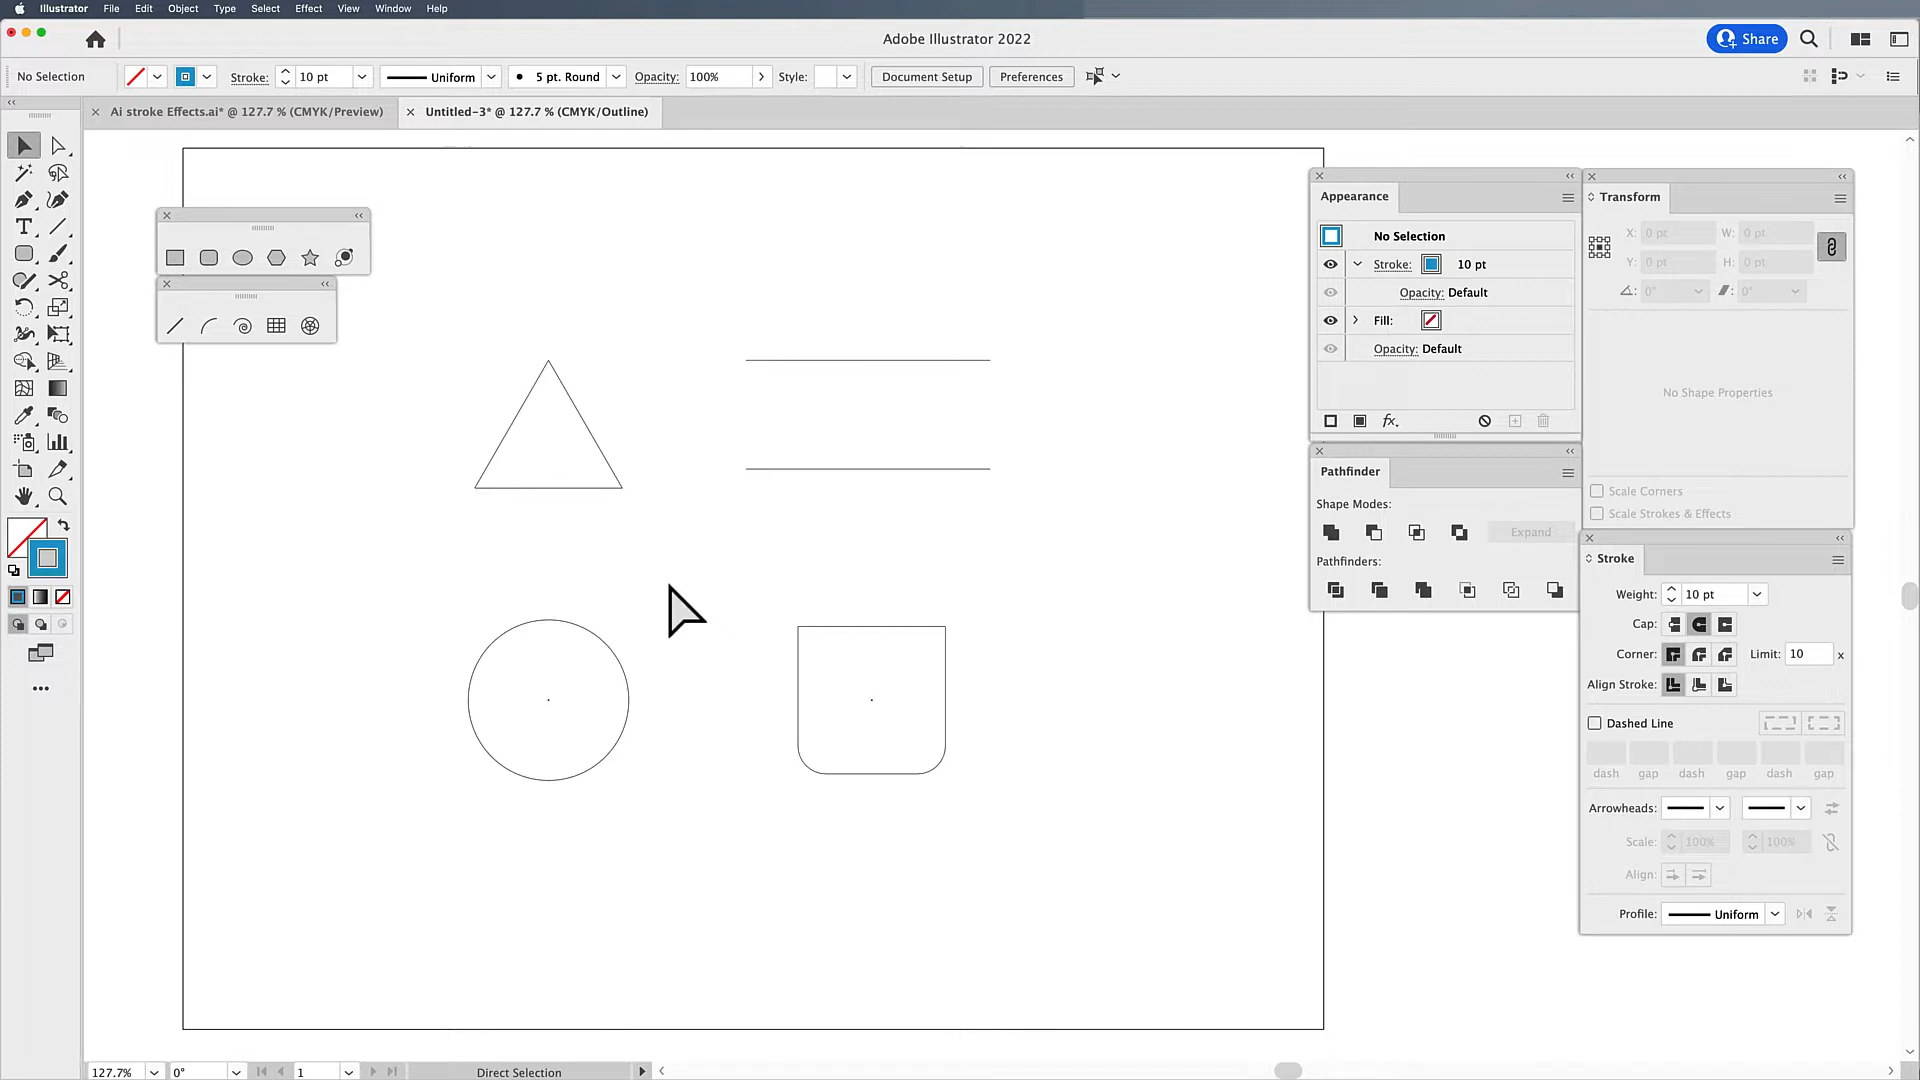 Illustrator File Edit Object Type Select Effect View Window Help
Adobe Illustrator 2022
Share
No Selection
Stroke: 10 pt
Uniform
5 pt. Round
Opacity: 100%
Style:
Document Setup
Preferences
Ai stroke Effects.ai* @ 127.7 % (CMYK/Preview)
Untitled-3* @ 127.7 % (CMYK/Outline)
Appearance
No Selection
Stroke: 10 pt
Opacity: Default
Fill:
Opacity: Default
fx.
Transform
X: 0 pt W: 0 pt
Y: 0 pt H: 0 pt
0° 0°
No Shape Properties
Scale Corners
Scale Strokes & Effects
Pathfinder
Shape Modes:
Expand
Pathfinders:
Stroke
Weight: 10 pt
Cap:
Corner: Limit: 10 x
Align Stroke:
Dashed Line
dash gap dash gap dash gap
Arrowheads:
Scale: 100% 100%
Align:
Profile: Uniform
127.7% 0° 1 Direct Selection